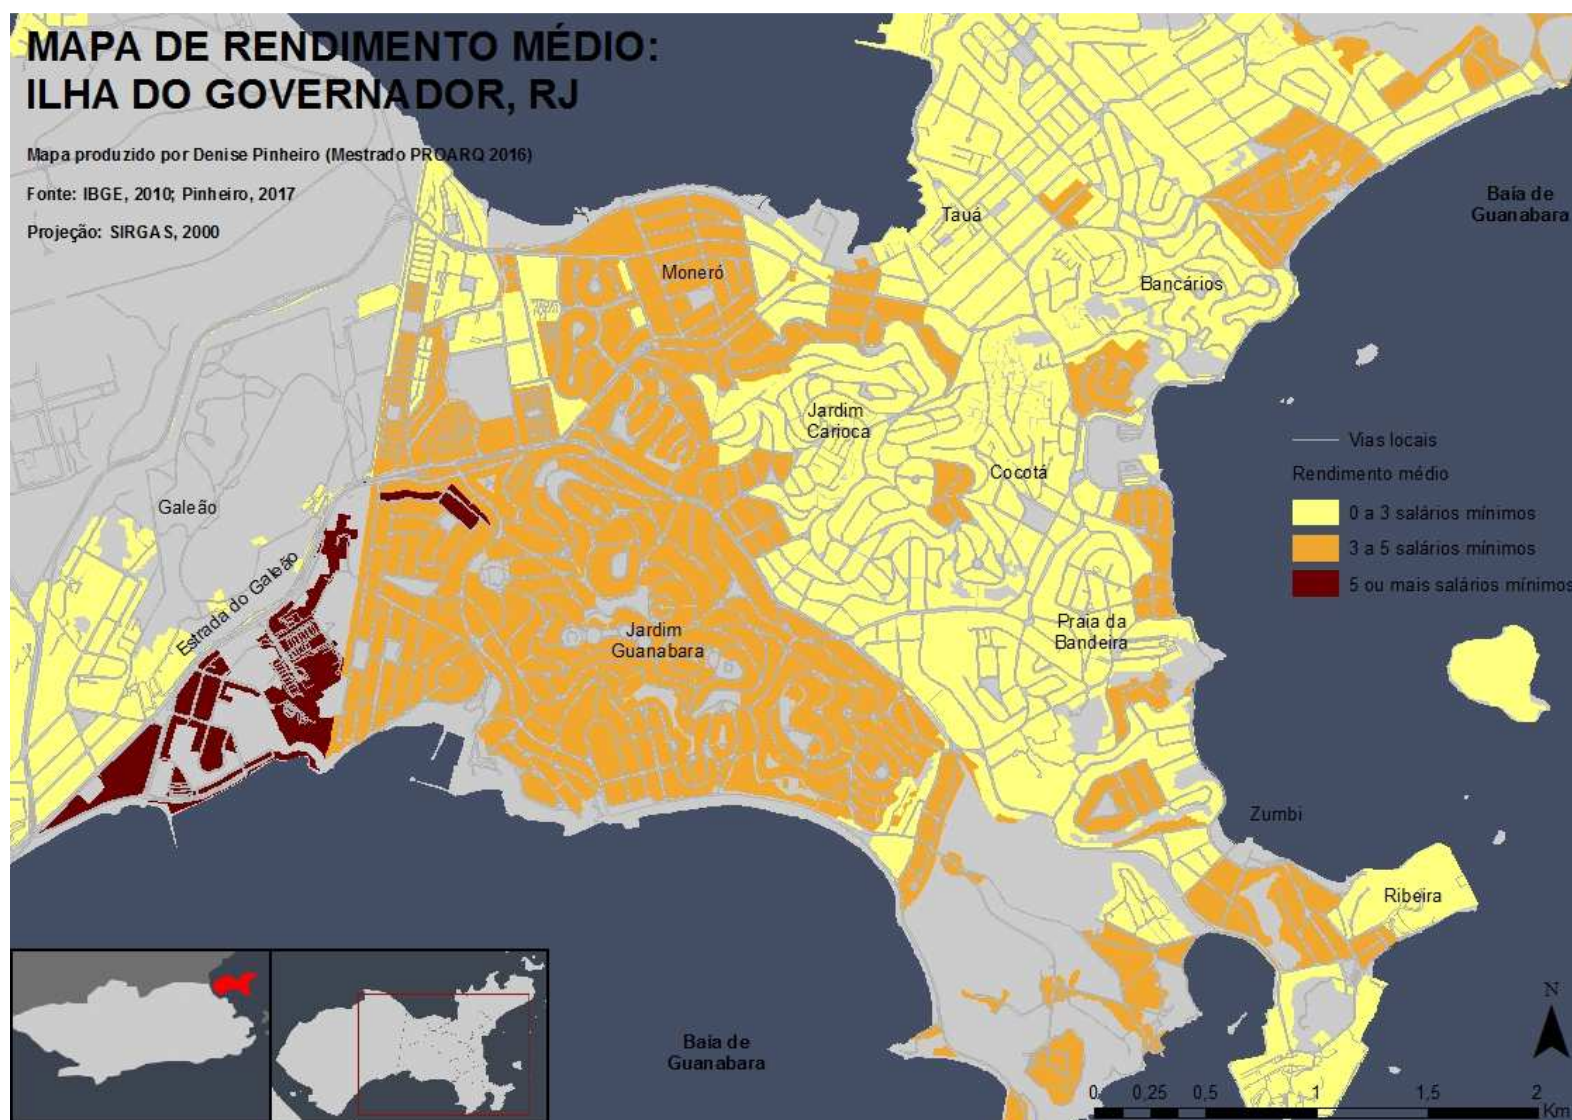 MAPA DE RENDIMENTO MÉDIO:
ILHA DO GOVERNADOR, RJ
Mapa produzido por Denise Pinheiro (Mestrado PROARQ 2016)
Fonte: IBGE, 2010; Pinheiro, 2017
Projeção: SIRGAS, 2000
Baía de
Guanabara
Tauá
Moneró
Bancários
Jardim
Carioca
Cocotá
Galeão
Estrada do Galeão
Jardim
Guanabara
Praia da
Bandeira
Vias locais
Rendimento médio
0 a 3 salários mínimos
3 a 5 salários mínimos
5 ou mais salários mínimos
Zumbi
Ribeira
Baía de
Guanabara
N
0 0,25 0,5 1 1,5 2
Km